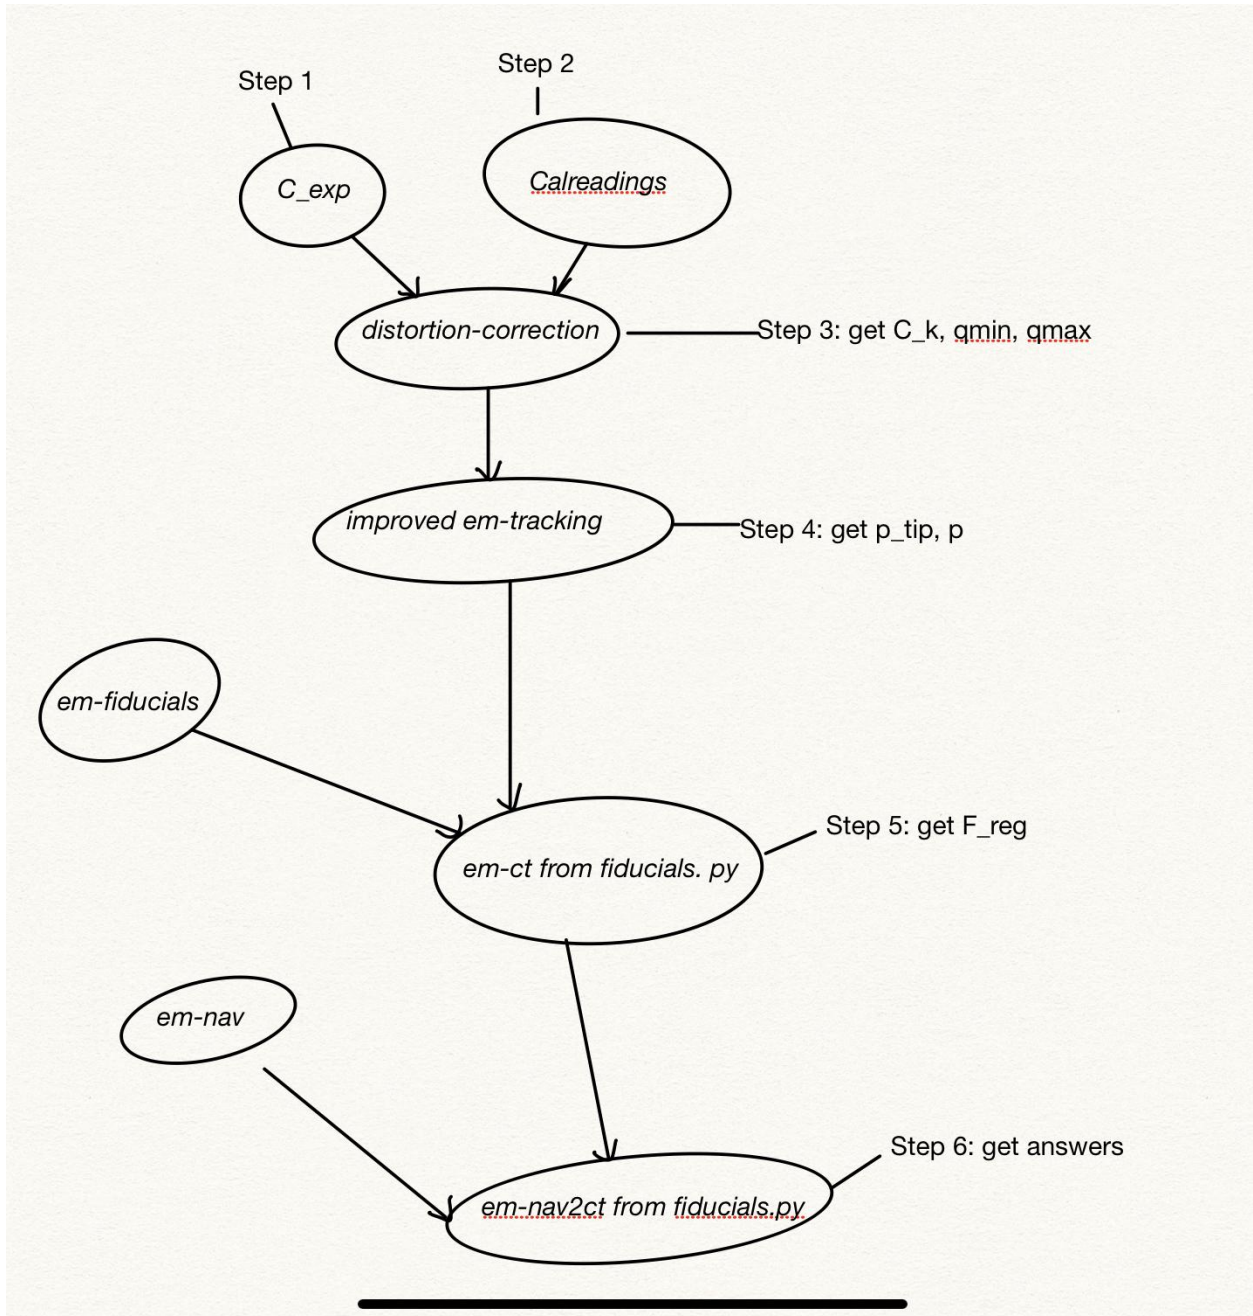 Step 1
Step 2
C_exp
Calreadings
distortion-correction
Step 3: get C_k, qmin, qmax
improved em-tracking
Step 4: get p_tip, p
em-fiducials
Step 5: get F_reg
em-ct from fiducials. py
em-nav
Step 6: get answers
em-nav2ct from fiducials.py